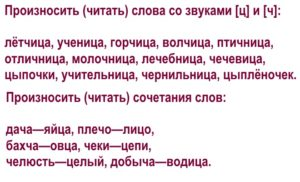 Произносить (читать) слова со звуками [ц] и [ч]:
лётчица, ученица, горчица, волчица, птичница,
отличница, молочница, лечебница, чечевица,
цыпочки, учительница, чернильница, цыплёночек.
Произносить (читать) сочетания слов:
дача—яйца, плечо—лицо,
бахча—овца, чеки—цепи,
челюсть—целый, добыча—водица.